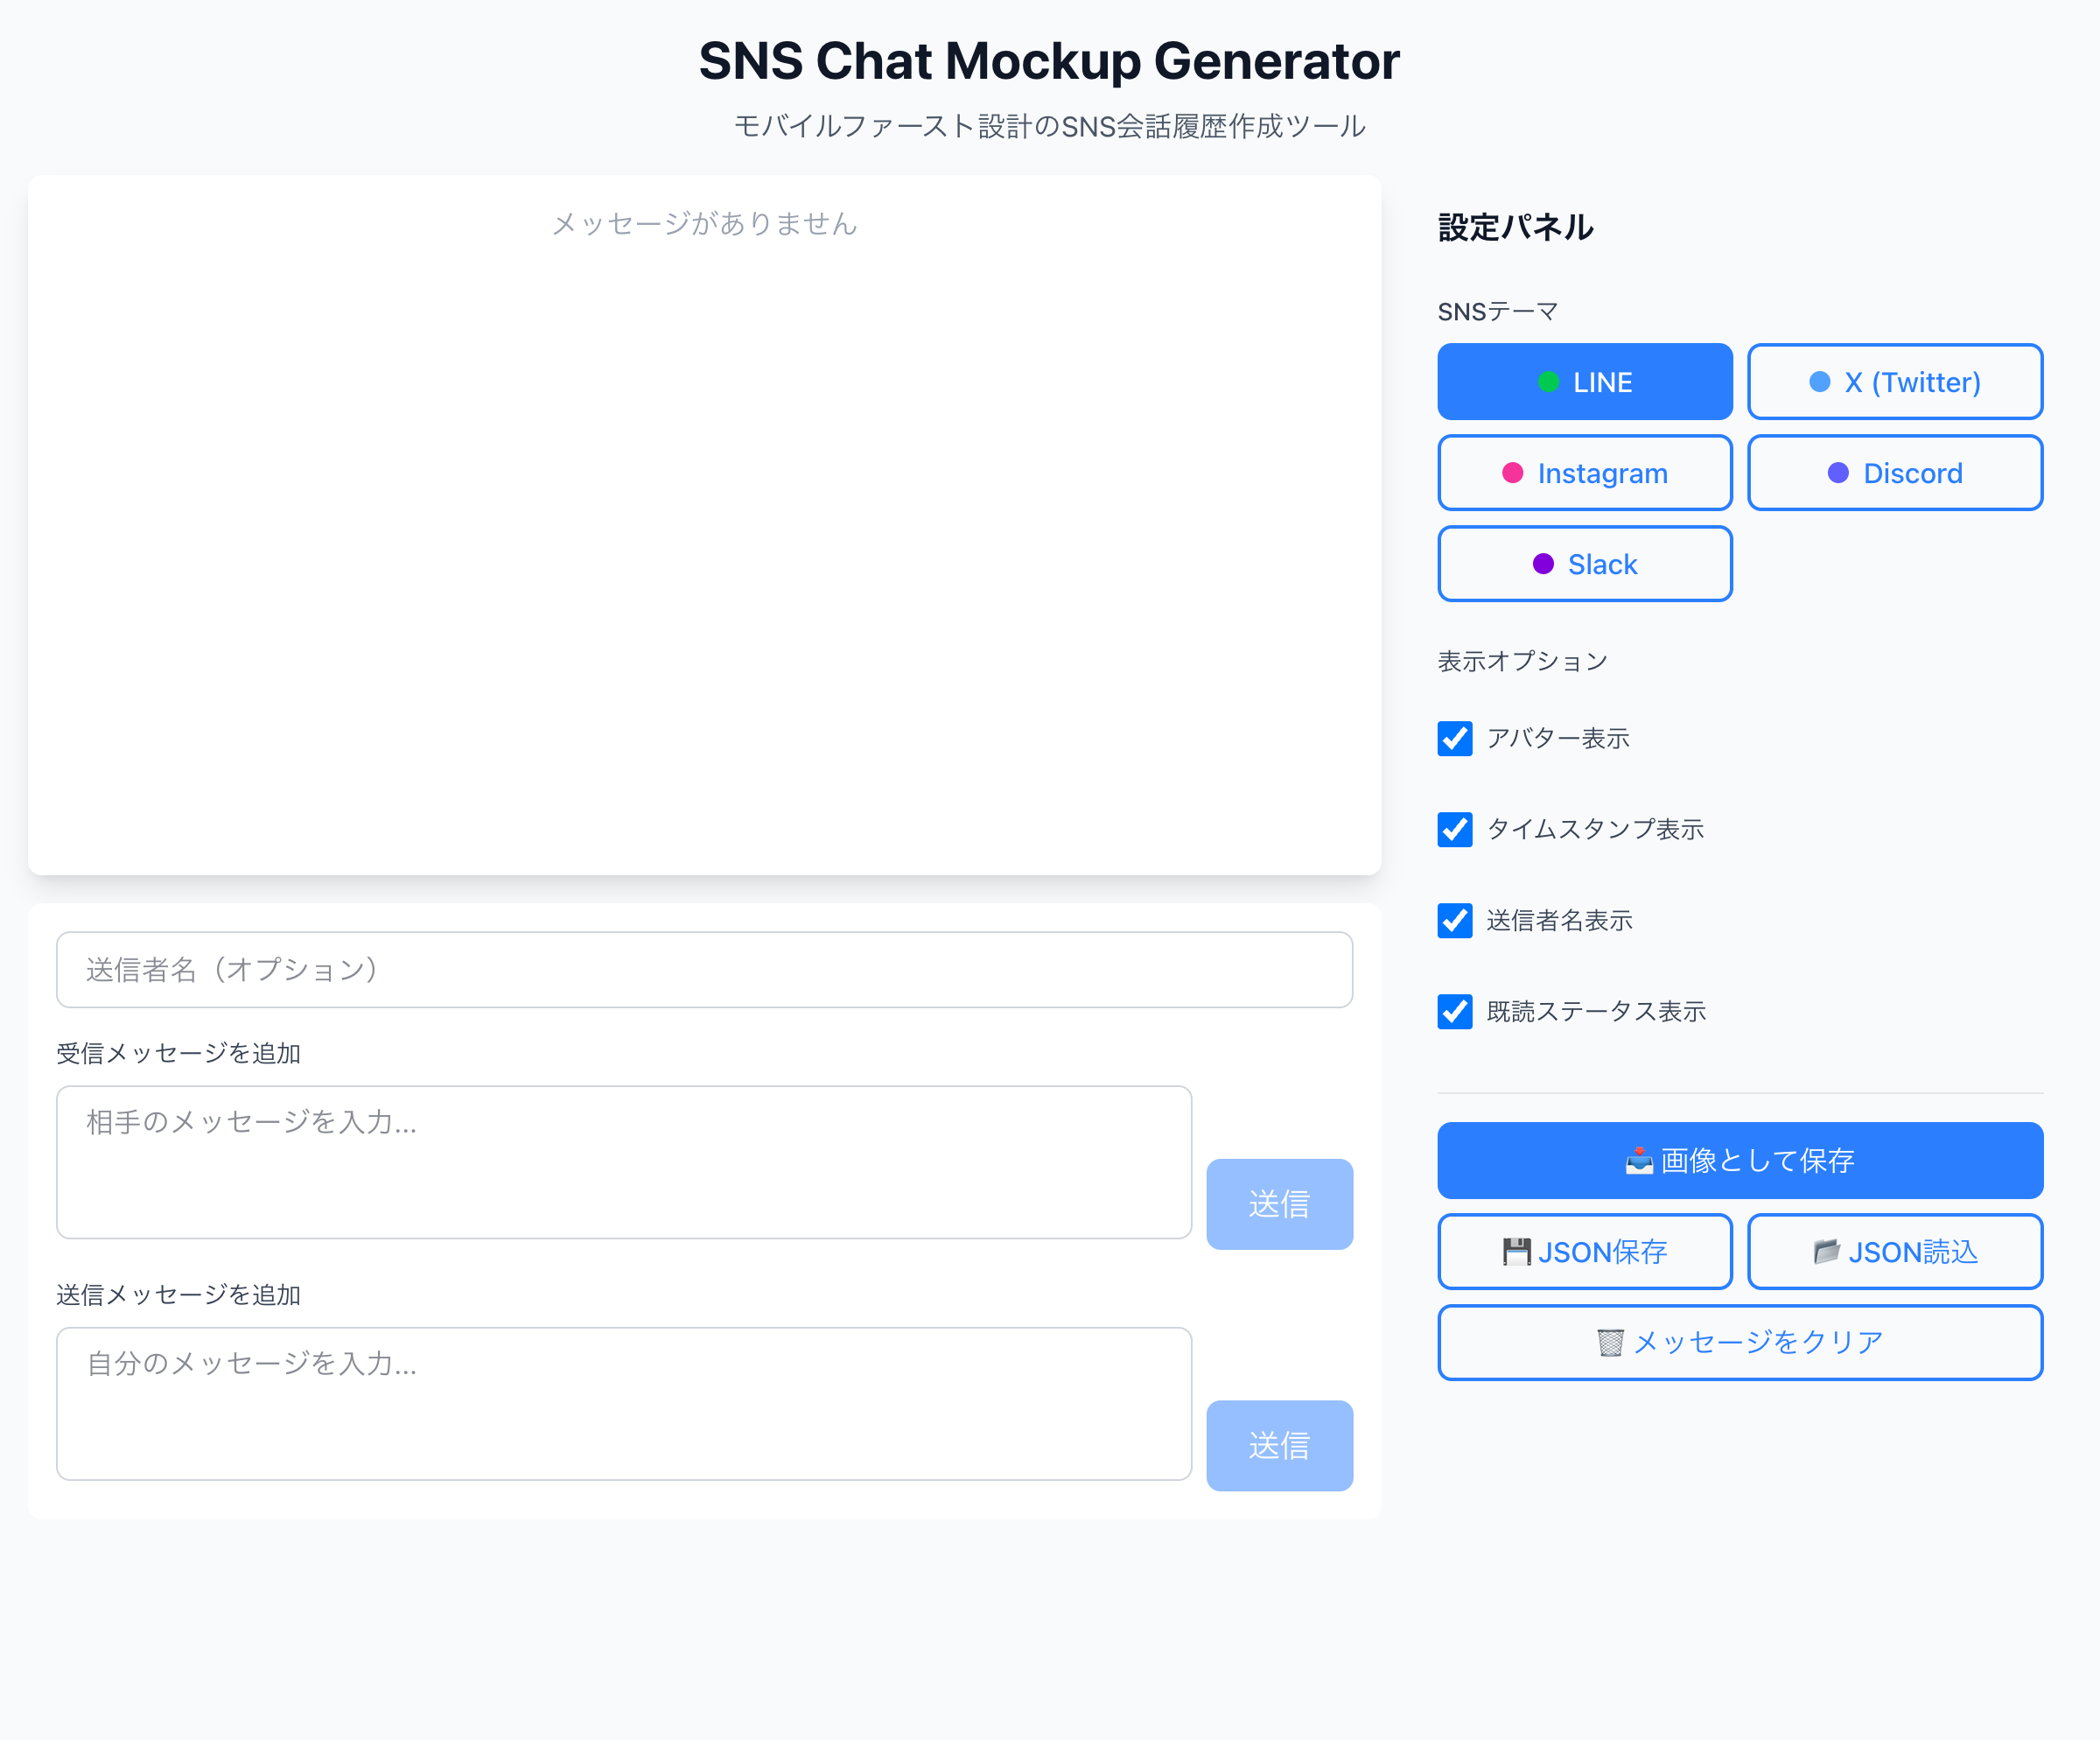 SNS Chat Mockup Generator
モバイルファースト設計のSNS会話履歴作成ツール
メッセージがありません
送信者名（オプション）
受信メッセージを追加
相手のメッセージを入力...
送信
送信メッセージを追加
自分のメッセージを入力...
送信
設定パネル
SNSテーマ
LINE
X (Twitter)
Instagram
Discord
Slack
表示オプション
アバター表示
タイムスタンプ表示
送信者名表示
既読ステータス表示
📤 画像として保存
💾 JSON保存
📂 JSON読込
🗑️ メッセージをクリア